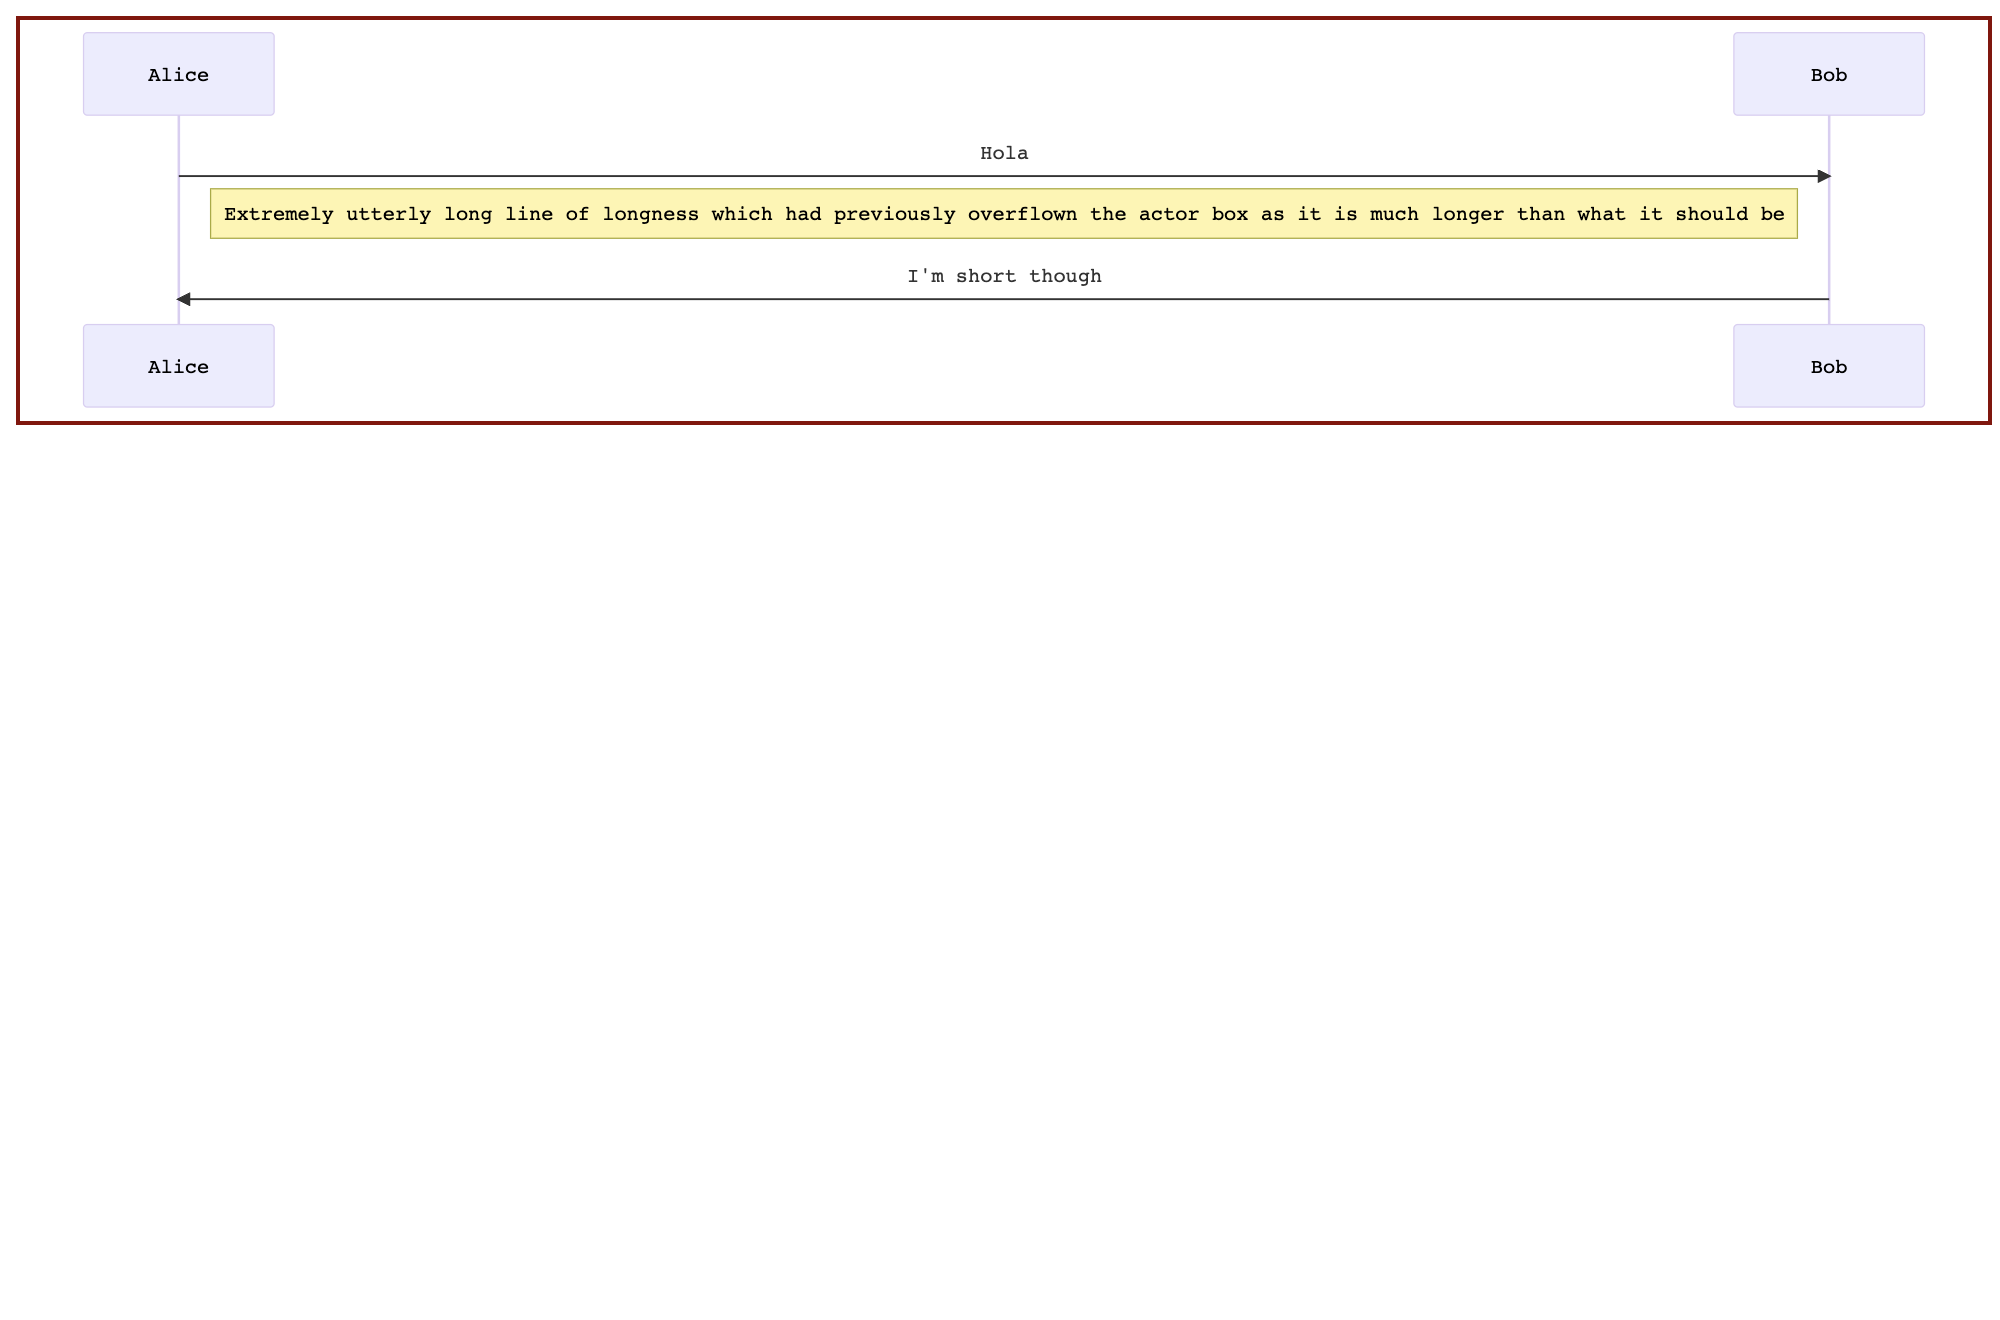 Alice
Bob
Hola
Extremely utterly long line of longness which had previously overflown the actor box as it is much longer than what it should be
I'm short though
Alice
Bob